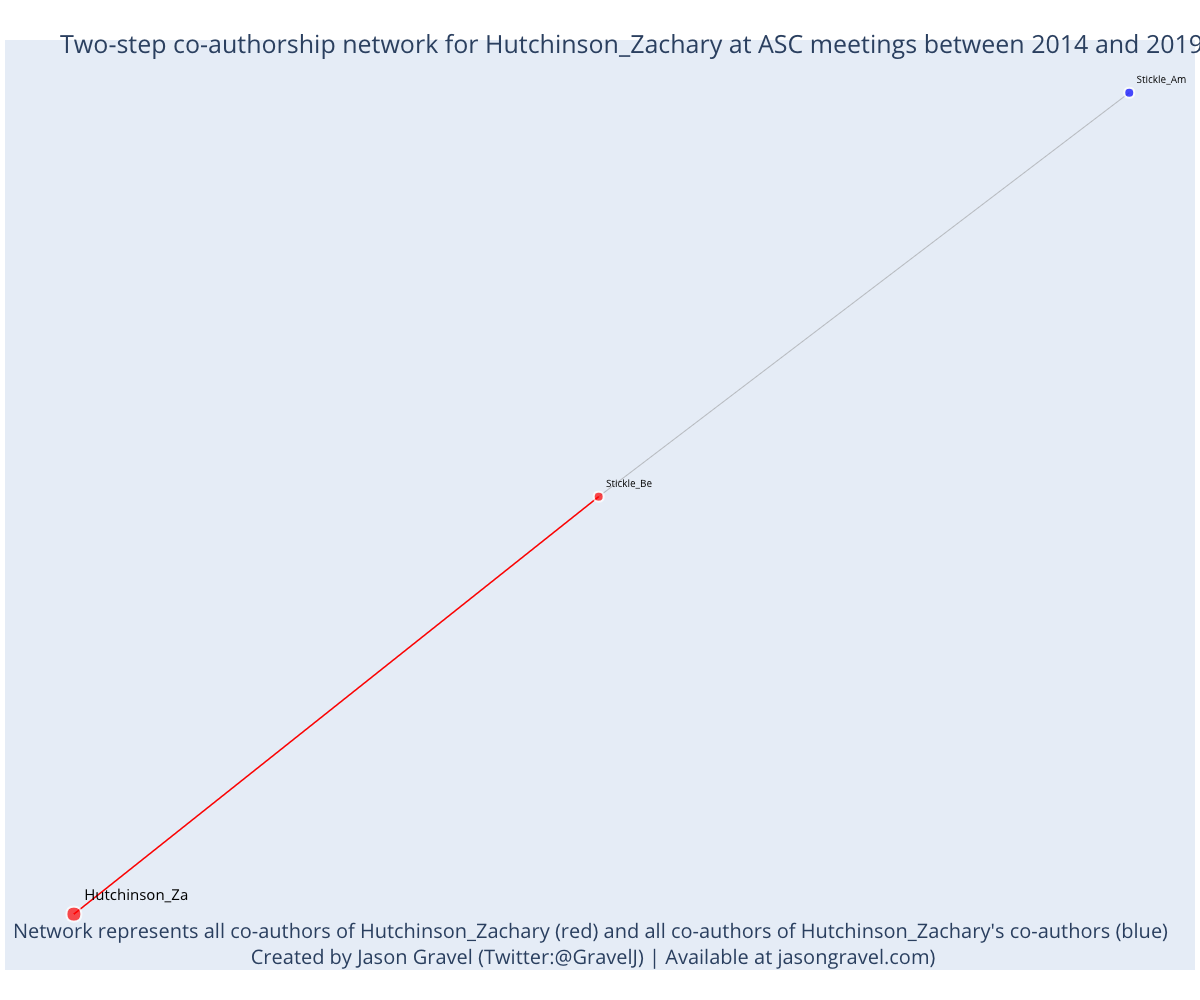 Two-step co-authorship network for Hutchinson_Zachary at ASC meetings between 2014 and 2019
Stickle_Am
Stickle_Be
Hutchinson_Za
Network represents all co-authors of Hutchinson_Zachary (red) and all co-authors of Hutchinson_Zachary's co-authors (blue)
Created by Jason Gravel (Twitter:@GravelJ) | Available at jasongravel.com)